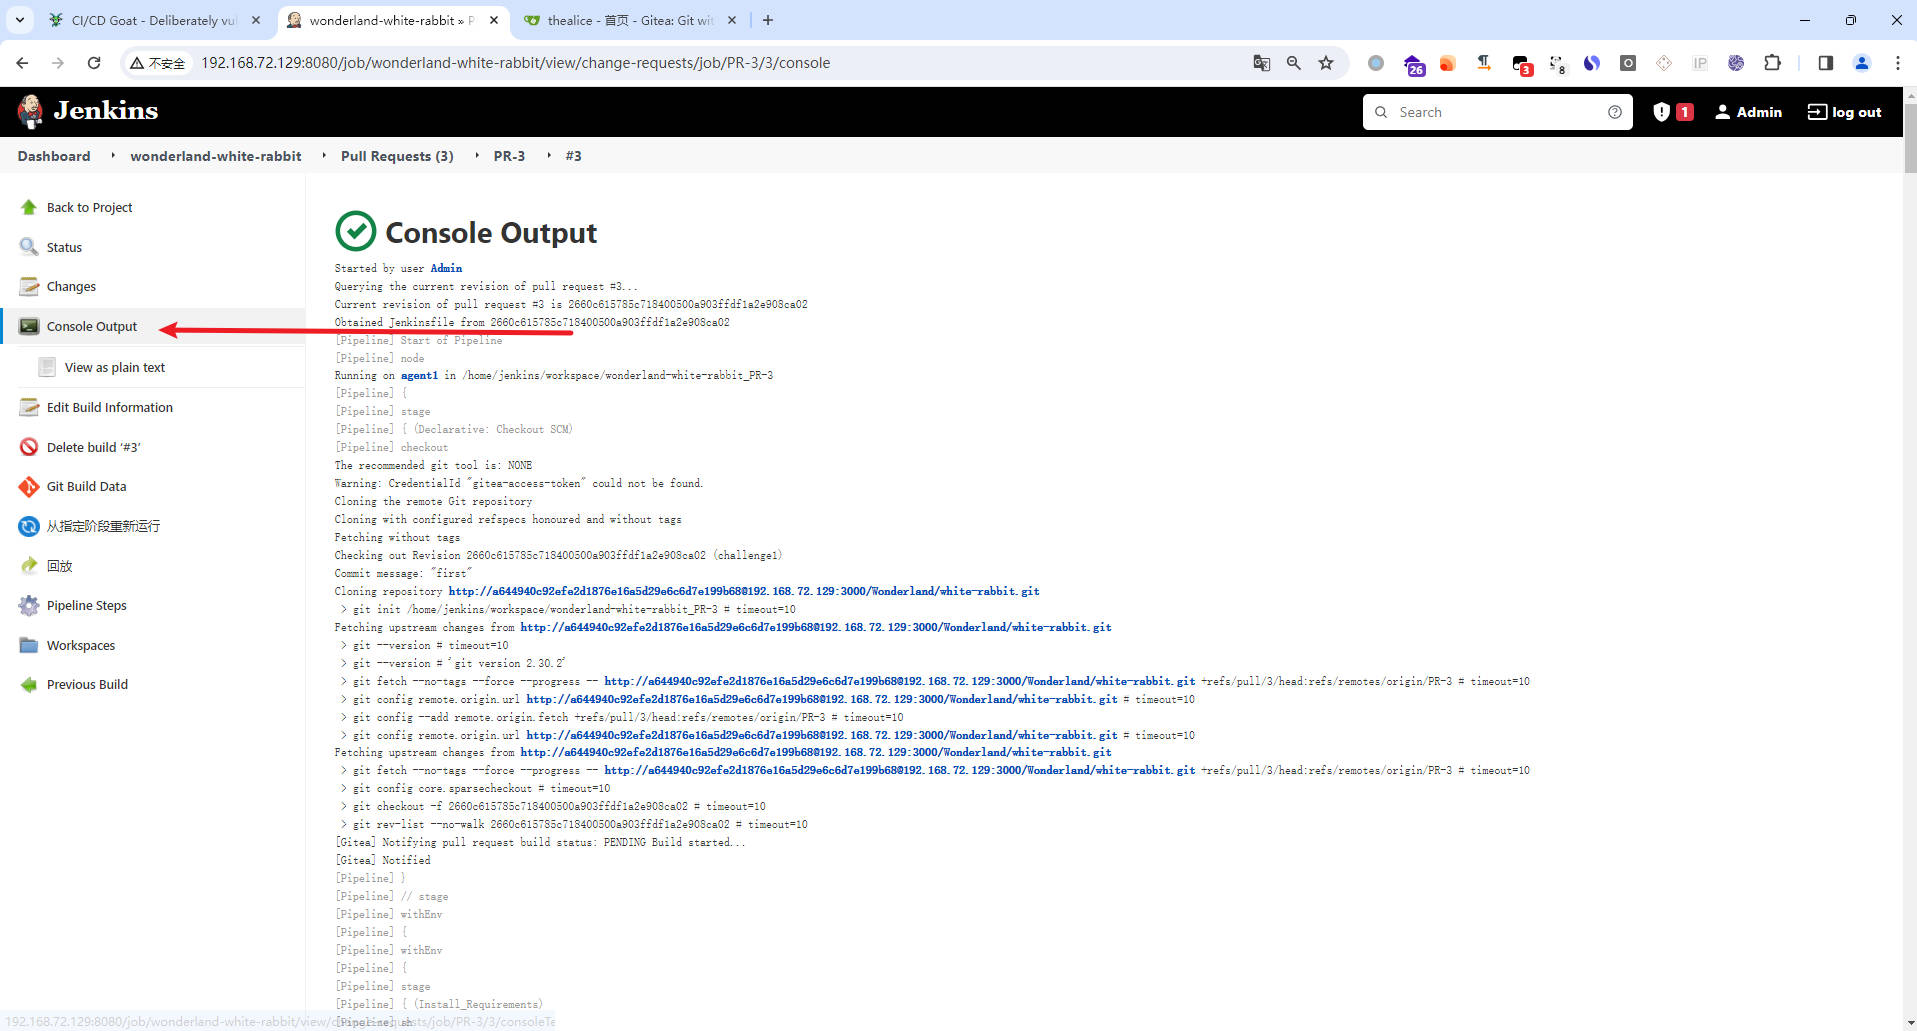 CI/CD Goat - Deliberately vul
wonderland-white-rabbit » P
thealice - 首页 - Gitea: Git wit
不安全
192.168.72.129:8080/job/wonderland-white-rabbit/view/change-requests/job/PR-3/3/console
26
3
8
IP
Jenkins
Search
1
Admin
log out
Dashboard
wonderland-white-rabbit
Pull Requests (3)
PR-3
#3
Back to Project
Status
Changes
Console Output
View as plain text
Edit Build Information
Delete build ‘#3’
Git Build Data
从指定阶段重新运行
回放
Pipeline Steps
Workspaces
Previous Build
Console Output
Started by user Admin
Querying the current revision of pull request #3...
Current revision of pull request #3 is 2660c615785c718400500a903ffdf1a2e908ca02
Obtained Jenkinsfile from 2660c615785c718400500a903ffdf1a2e908ca02
[Pipeline] Start of Pipeline
[Pipeline] node
Running on agent1 in /home/jenkins/workspace/wonderland-white-rabbit_PR-3
[Pipeline] {
[Pipeline] stage
[Pipeline] { (Declarative: Checkout SCM)
[Pipeline] checkout
The recommended git tool is: NONE
Warning: CredentialId "gitea-access-token" could not be found.
Cloning the remote Git repository
Cloning with configured refspecs honoured and without tags
Fetching without tags
Checking out Revision 2660c615785c718400500a903ffdf1a2e908ca02 (challenge1)
Commit message: "first"
Cloning repository http://a644940c92efe2d1876e16a5d29e6c6d7e199b68@192.168.72.129:3000/Wonderland/white-rabbit.git
> git init /home/jenkins/workspace/wonderland-white-rabbit_PR-3 # timeout=10
Fetching upstream changes from http://a644940c92efe2d1876e16a5d29e6c6d7e199b68@192.168.72.129:3000/Wonderland/white-rabbit.git
> git --version # timeout=10
> git --version # 'git version 2.30.2'
> git fetch --no-tags --force --progress -- http://a644940c92efe2d1876e16a5d29e6c6d7e199b68@192.168.72.129:3000/Wonderland/white-rabbit.git +refs/pull/3/head:refs/remotes/origin/PR-3 # timeout=10
> git config remote.origin.url http://a644940c92efe2d1876e16a5d29e6c6d7e199b68@192.168.72.129:3000/Wonderland/white-rabbit.git # timeout=10
> git config --add remote.origin.fetch +refs/pull/3/head:refs/remotes/origin/PR-3 # timeout=10
> git config remote.origin.url http://a644940c92efe2d1876e16a5d29e6c6d7e199b68@192.168.72.129:3000/Wonderland/white-rabbit.git # timeout=10
Fetching upstream changes from http://a644940c92efe2d1876e16a5d29e6c6d7e199b68@192.168.72.129:3000/Wonderland/white-rabbit.git
> git fetch --no-tags --force --progress -- http://a644940c92efe2d1876e16a5d29e6c6d7e199b68@192.168.72.129:3000/Wonderland/white-rabbit.git +refs/pull/3/head:refs/remotes/origin/PR-3 # timeout=10
> git config core.sparsecheckout # timeout=10
> git checkout -f 2660c615785c718400500a903ffdf1a2e908ca02 # timeout=10
> git rev-list --no-walk 2660c615785c718400500a903ffdf1a2e908ca02 # timeout=10
[Gitea] Notifying pull request build status: PENDING Build started...
[Gitea] Notified
[Pipeline] }
[Pipeline] // stage
[Pipeline] withEnv
[Pipeline] {
[Pipeline] withEnv
[Pipeline] {
[Pipeline] stage
[Pipeline] { (Install_Requirements)
[Pipeline] sh
192.168.72.129:8080/job/wonderland-white-rabbit/view/change-requests/job/PR-3/3/consoleTe